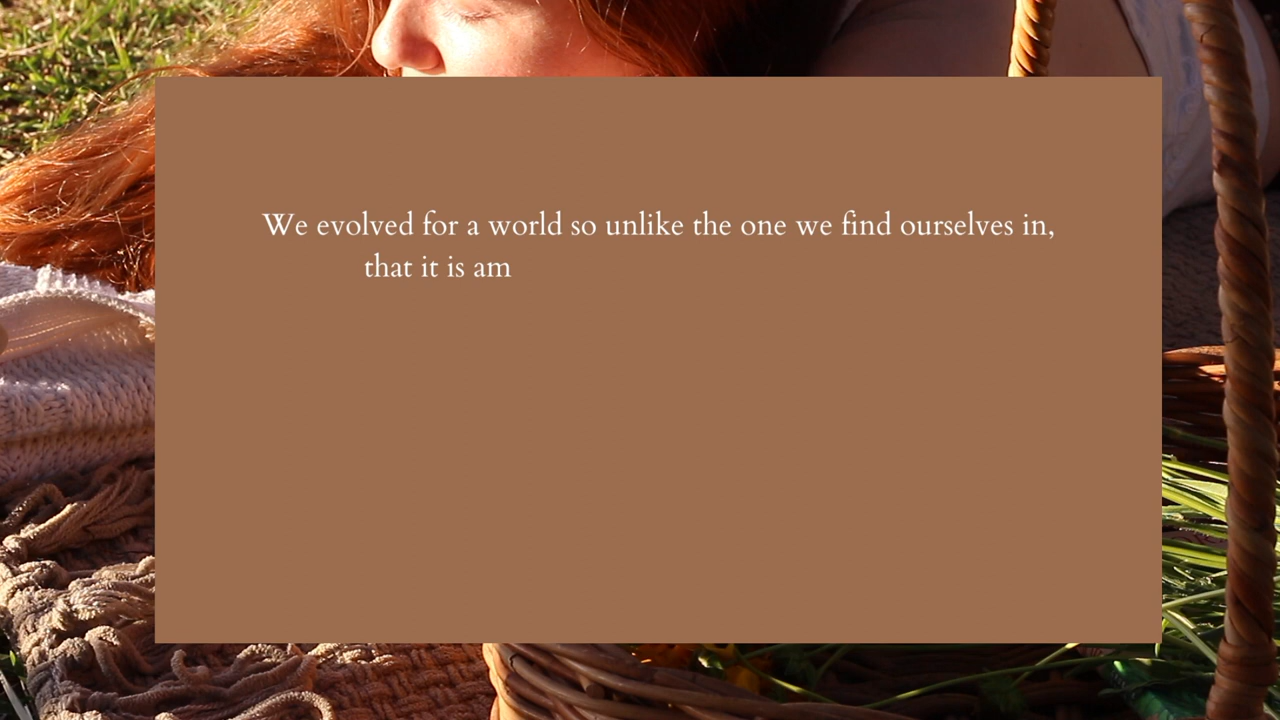 We evolved for a world so unlike the one we find ourselves in,
that it is am